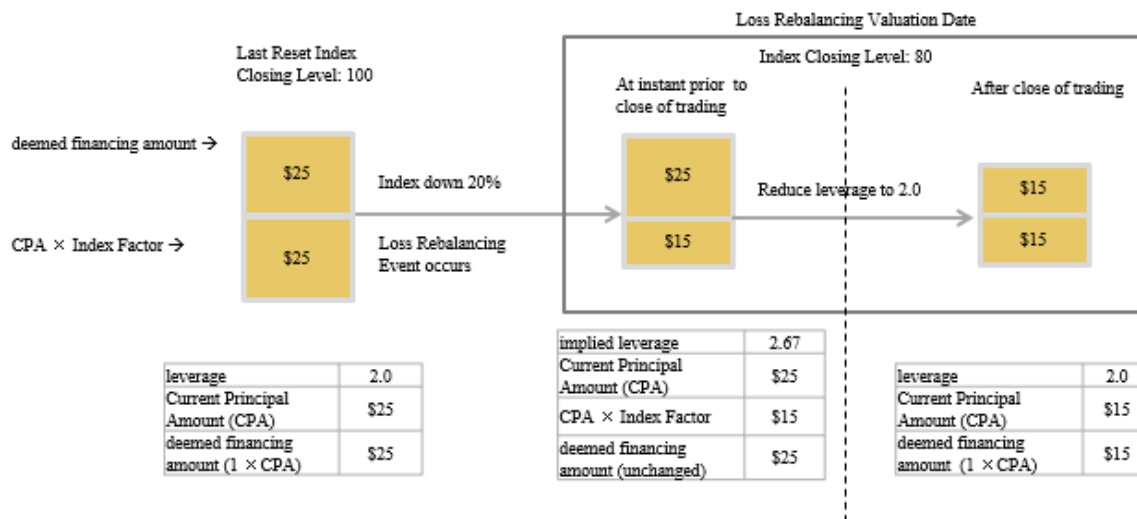 Loss Rebalancing Valuation Date
Last Reset Index
Closing Level: 100
Index Closing Level: 80
At instant prior to
close of trading
After close of trading
deemed financing amount →
$25
Index down 20%
$25
Reduce leverage to 2.0
$15
CPA × Index Factor →
$25
Loss Rebalancing
Event occurs
$15
$15
leverage 2.0
Current Principal
Amount (CPA) $25
deemed financing
amount (1 × CPA) $25
implied leverage 2.67
Current Principal
Amount (CPA) $25
CPA × Index Factor $15
deemed financing
amount (unchanged) $25
leverage 2.0
Current Principal
Amount (CPA) $15
deemed financing
amount (1 × CPA) $15